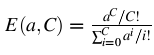 E(a, C) = \frac{a^C / C!}{\sum_{i=0}^{C} a^i / i!}